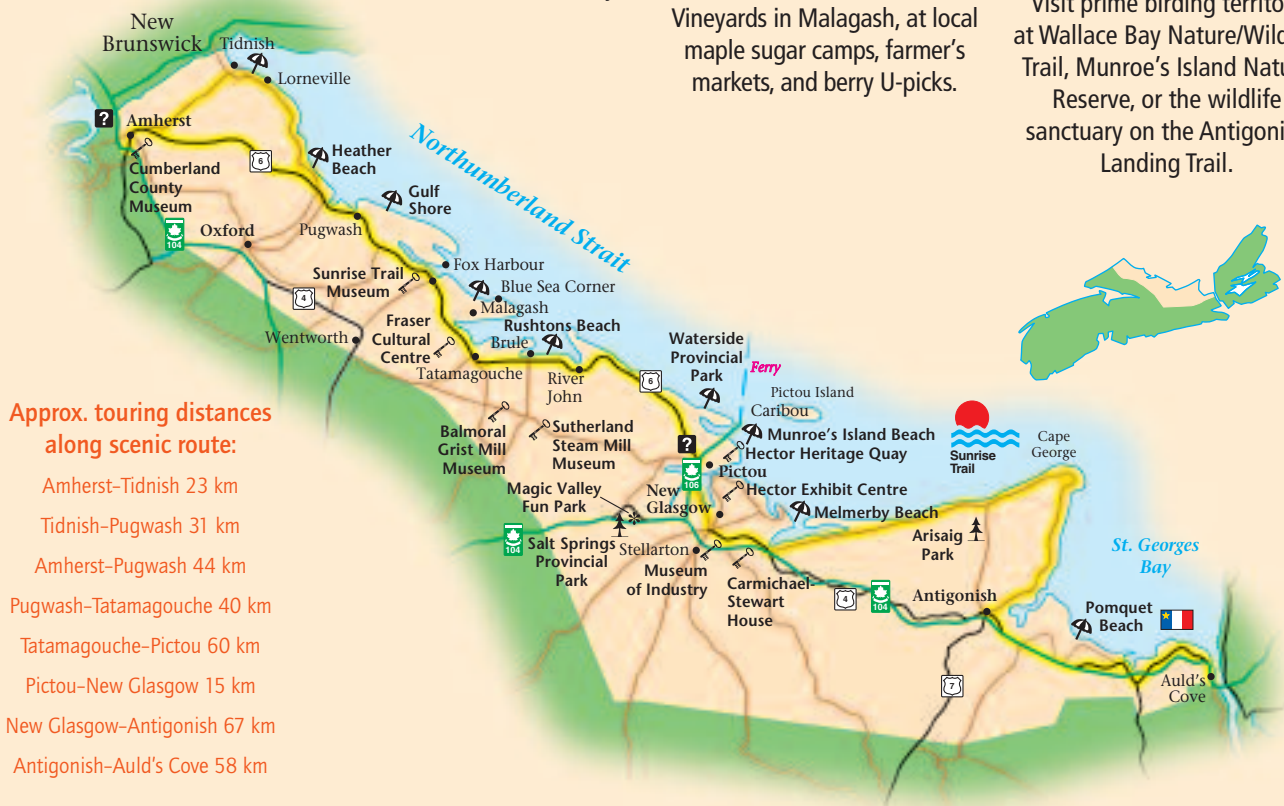 Vineyards in Malagash, at local
maple sugar camps, farmer's
markets, and berry U-picks.
Visit prime birding
at Wallace Bay
Trail, Munroe's Island
Reserve, or the wildlife
sanctuary on the
Landing Trail.
New
Brunswick
Tidnish
Lorneville
?
Amherst
Cumberland
County
Museum
6
Heather
Beach
Gulf
Shore
Northumberland Strait
104
Oxford
Pugwash
Sunrise Trail
Museum
Fox Harbour
Blue Sea Corner
Malagash
4
Wentworth
Fraser
Cultural
Centre
Rushtons Beach
Brule
Tatamagouche
River
John
6
Waterside
Provincial
Park
Ferry
Pictou Island
Caribou
Balmoral
Grist Mill
Museum
Sutherland
Steam Mill
Museum
?
106
Munroe's Island Beach
Hector Heritage Quay
Pictou
Sunrise
Trail
Cape
George
Magic Valley
Fun Park
New
Glasgow
Hector Exhibit Centre
Melmerby Beach
104
Salt Springs
Provincial
Park
Stellarton
Museum
of Industry
Carmichael-
Stewart
House
Arisaig
Park
St. Georges
Bay
4
104
Antigonish
Pomquet
Beach
7
Auld's
Cove
Approx. touring distances
along scenic route:
Amherst–Tidnish 23 km
Tidnish–Pugwash 31 km
Amherst–Pugwash 44 km
Pugwash–Tatamagouche 40 km
Tatamagouche–Pictou 60 km
Pictou–New Glasgow 15 km
New Glasgow–Antigonish 67 km
Antigonish–Auld's Cove 58 km